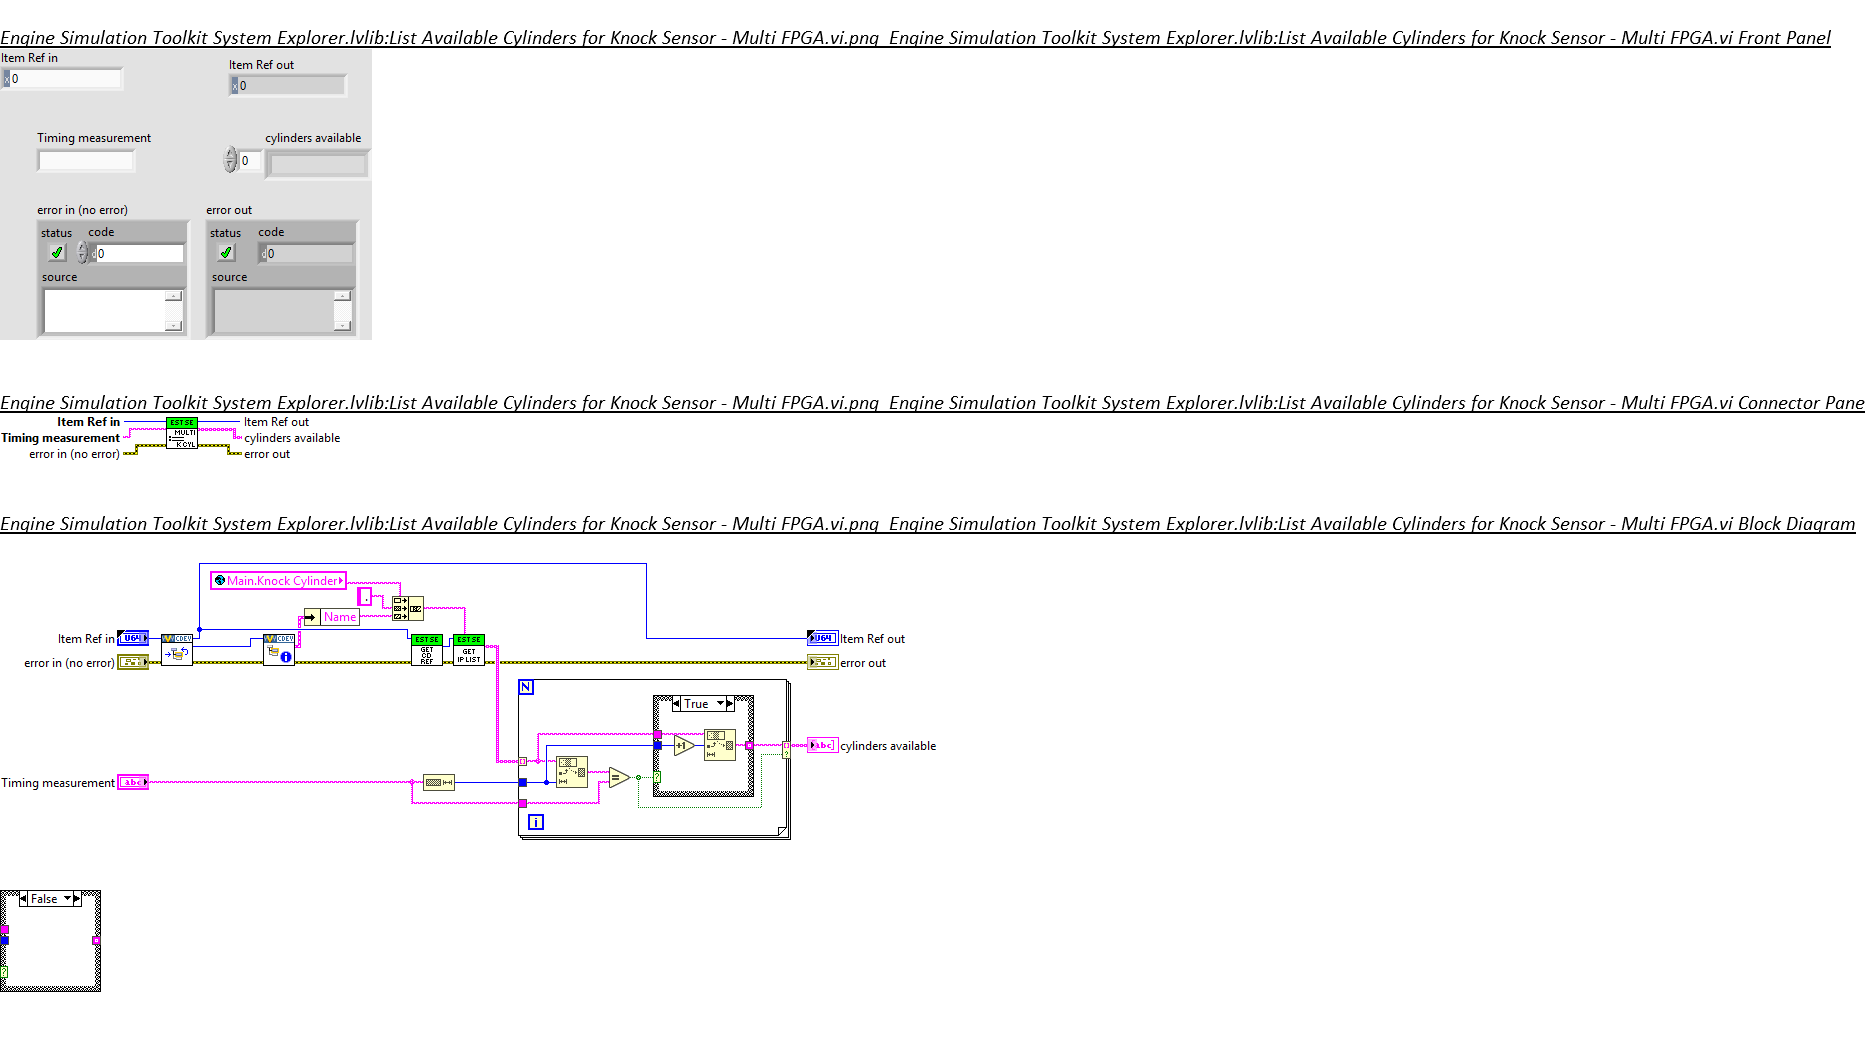 Engine Simulation Toolkit System Explorer.lvlib:List Available Cylinders for Knock Sensor - Multi FPGA.vi.png Engine Simulation Toolkit System Explorer.lvlib:List Available Cylinders for Knock Sensor - Multi FPGA.vi Front Panel
Item Ref in
x 0
Item Ref out
x 0
Timing measurement
cylinders available
0
error in (no error)
error out
status code
d 0
status code
d 0
source
source
Engine Simulation Toolkit System Explorer.lvlib:List Available Cylinders for Knock Sensor - Multi FPGA.vi.png Engine Simulation Toolkit System Explorer.lvlib:List Available Cylinders for Knock Sensor - Multi FPGA.vi Connector Pane
Item Ref in
ESTSE
Item Ref out
Timing measurement
MULTI
cylinders available
K CYL
error in (no error)
error out
Engine Simulation Toolkit System Explorer.lvlib:List Available Cylinders for Knock Sensor - Multi FPGA.vi.png Engine Simulation Toolkit System Explorer.lvlib:List Available Cylinders for Knock Sensor - Multi FPGA.vi Block Diagram
Main.Knock Cylinder
.
Name
Item Ref in
U64
CDEV
CDEV
ESTSE
GET
CD
REF
ESTSE
GET
IP LIST
U64
Item Ref out
error in (no error)
error out
N
True
+1
abc
cylinders available
Timing measurement
abc
=
?
i
False
?